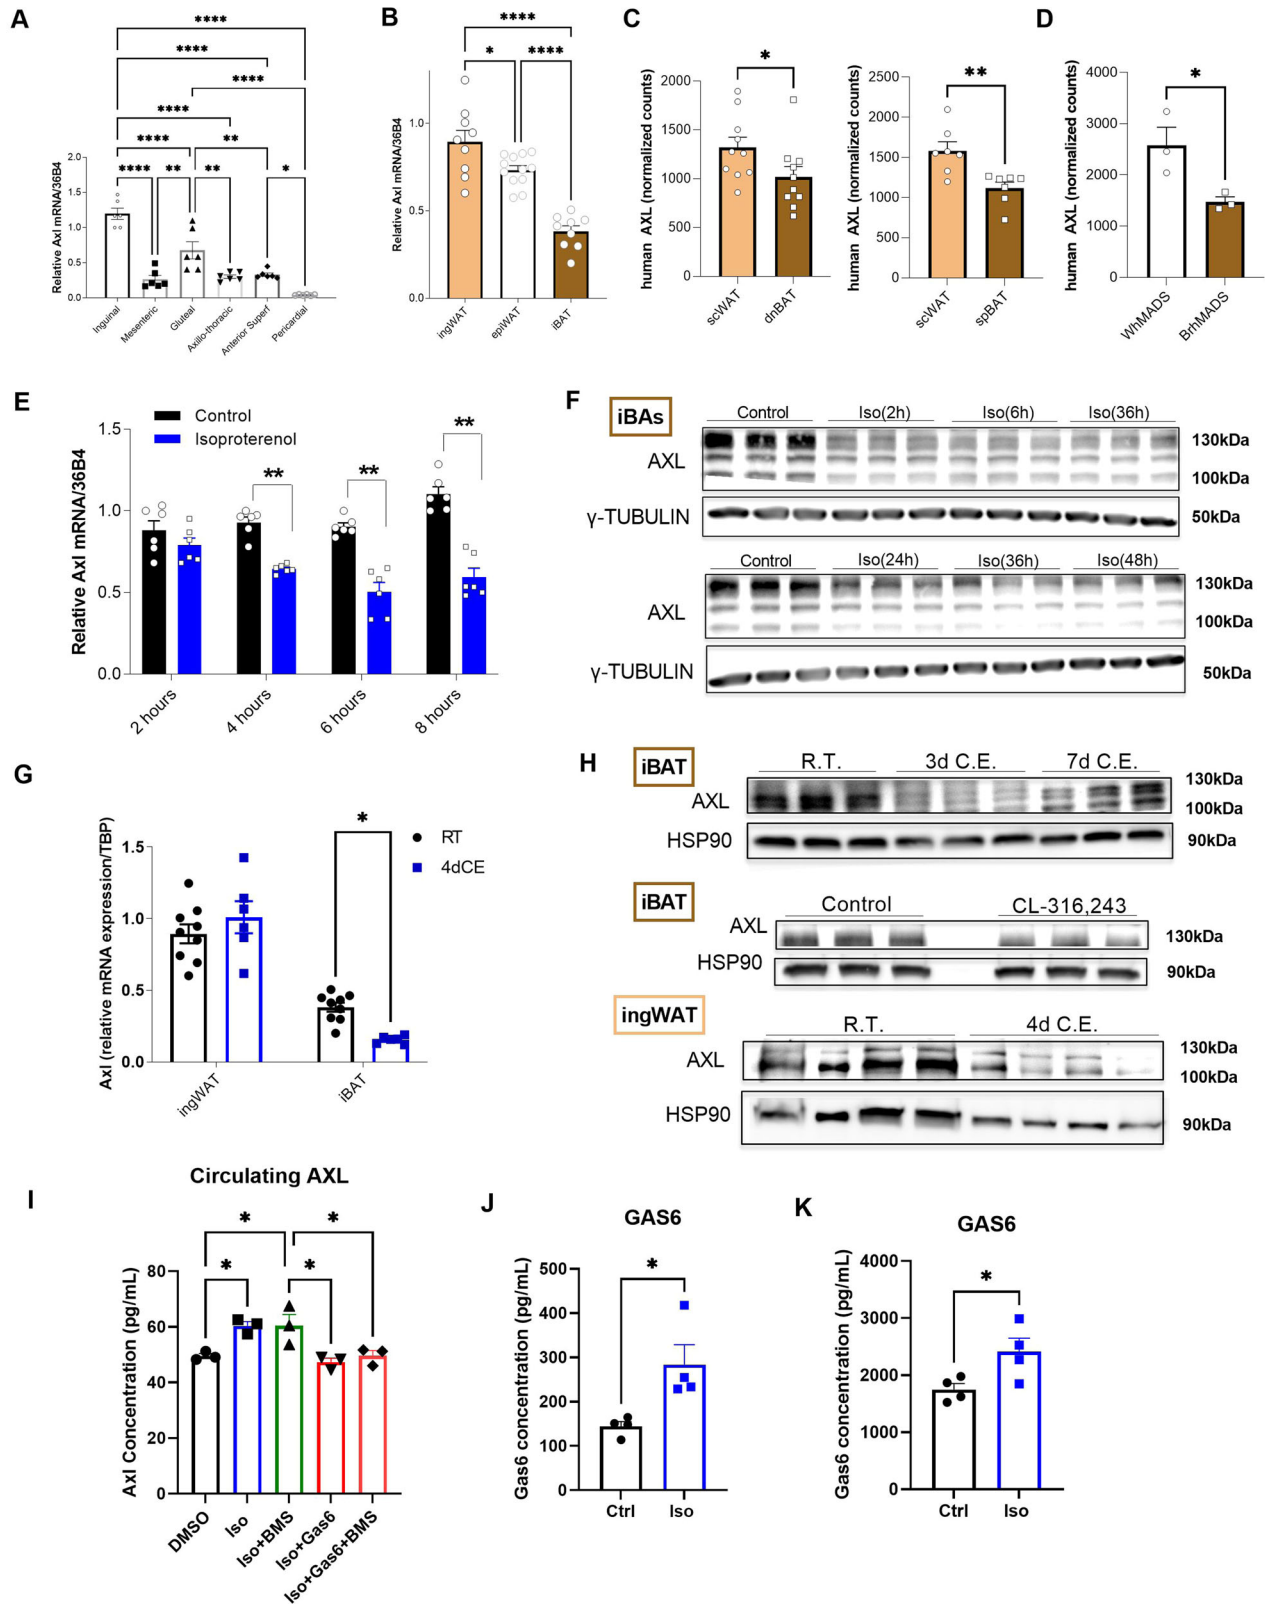 A
****
****
****
****
****
**
****
**
**
*
Relative Axl mRNA/36B4
2.0
1.5
1.0
0.5
0.0
Inguinal
Mesenteric
Gluteal
Axillo-thoracic
Anterior Superf
Pericardial
B
****
*
****
Relative Axl mRNA/36B4
1.0
0.5
0.0
ingWAT
epiWAT
iBAT
C
*
human AXL (normalized counts)
2000
1500
1000
500
0
scWAT
dnBAT
**
human AXL (normalized counts)
2500
2000
1500
1000
500
0
scWAT
spBAT
D
*
human AXL (normalized counts)
4000
3000
2000
1000
0
WhMADS
BrhMADS
E
Control
Isoproterenol
**
**
**
Relative Axl mRNA/36B4
1.5
1.0
0.5
0.0
2 hours
4 hours
6 hours
8 hours
F
iBAs
Control
Iso(2h)
Iso(6h)
Iso(36h)
AXL
130kDa
100kDa
γ-TUBULIN
50kDa
Control
Iso(24h)
Iso(36h)
Iso(48h)
AXL
130kDa
100kDa
γ-TUBULIN
50kDa
G
*
RT
4dCE
Axl (relative mRNA expression/TBP)
1.5
1.0
0.5
0.0
ingWAT
iBAT
H
iBAT
R.T.
3d C.E.
7d C.E.
AXL
130kDa
100kDa
HSP90
90kDa
iBAT
Control
CL-316,243
AXL
130kDa
HSP90
90kDa
ingWAT
R.T.
4d C.E.
AXL
130kDa
100kDa
HSP90
90kDa
I
Circulating AXL
*
*
*
*
Axl Concentration (pg/mL)
80
60
40
20
0
DMSO
Iso
Iso+BMS
Iso+Gas6
Iso+Gas6+BMS
J
GAS6
*
Gas6 concentration (pg/mL)
500
400
300
200
100
0
Ctrl
Iso
K
GAS6
*
Gas6 concentration (pg/mL)
4000
3000
2000
1000
0
Ctrl
Iso